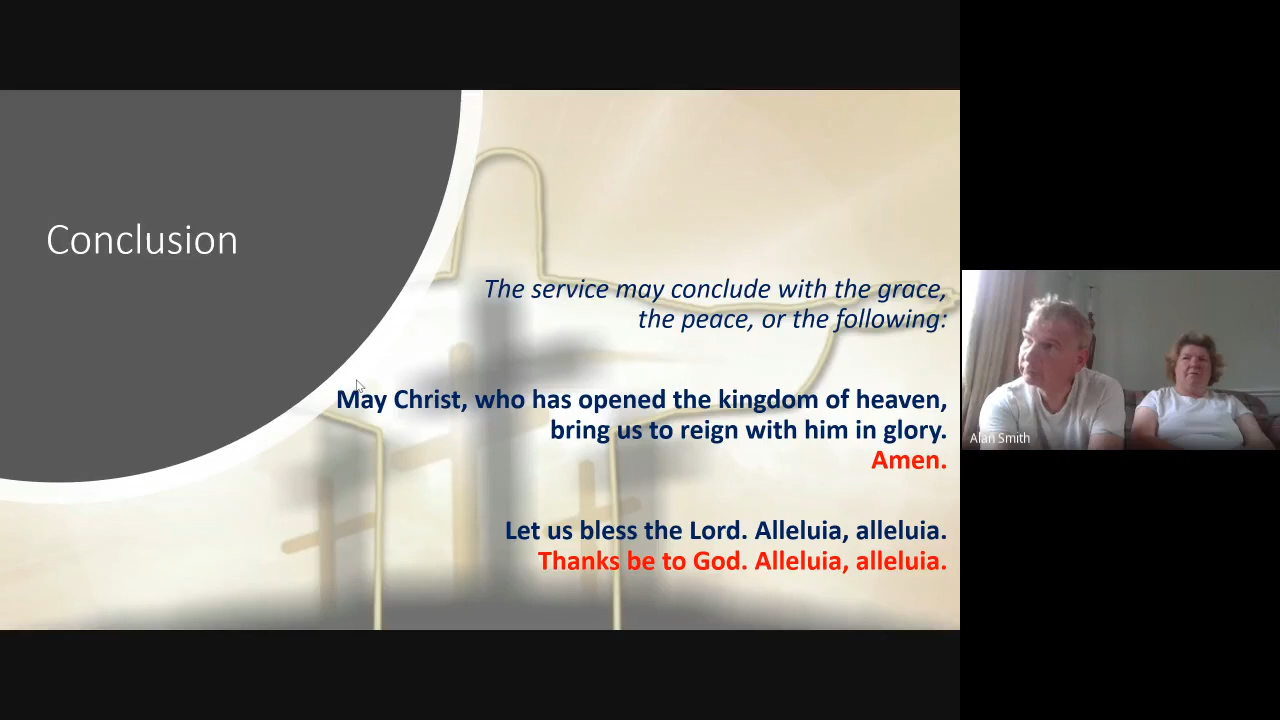 Conclusion
The service may conclude with the grace,
the peace, or the following:
May Christ, who has opened the kingdom of heaven,
bring us to reign with him in glory.
Amen.
Let us bless the Lord. Alleluia, alleluia.
Thanks be to God. Alleluia, alleluia.
Alan Smith